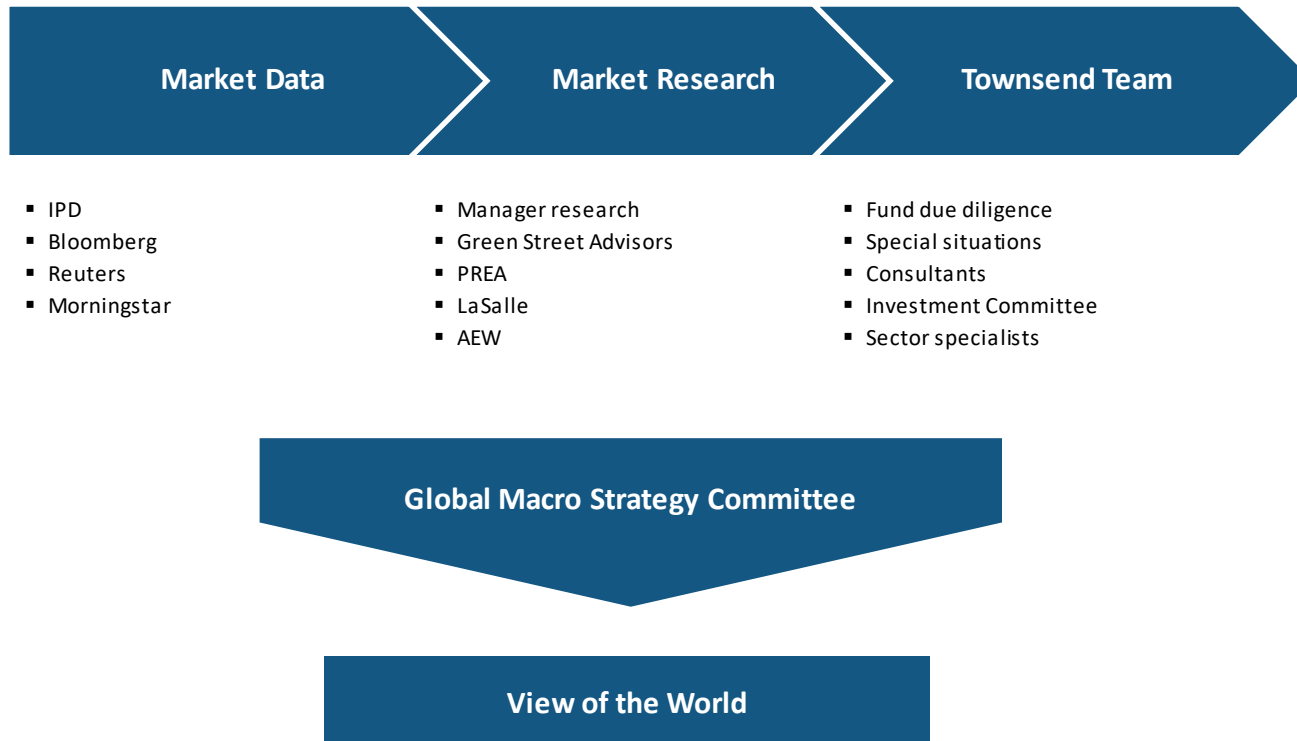 Market Data
Market Research
Townsend Team
▪ IPD
▪ Bloomberg
▪ Reuters
▪ Morningstar
▪ Manager research
▪ Green Street Advisors
▪ PREA
▪ LaSalle
▪ AEW
▪ Fund due diligence
▪ Special situations
▪ Consultants
▪ Investment Committee
▪ Sector specialists
Global Macro Strategy Committee
View of the World